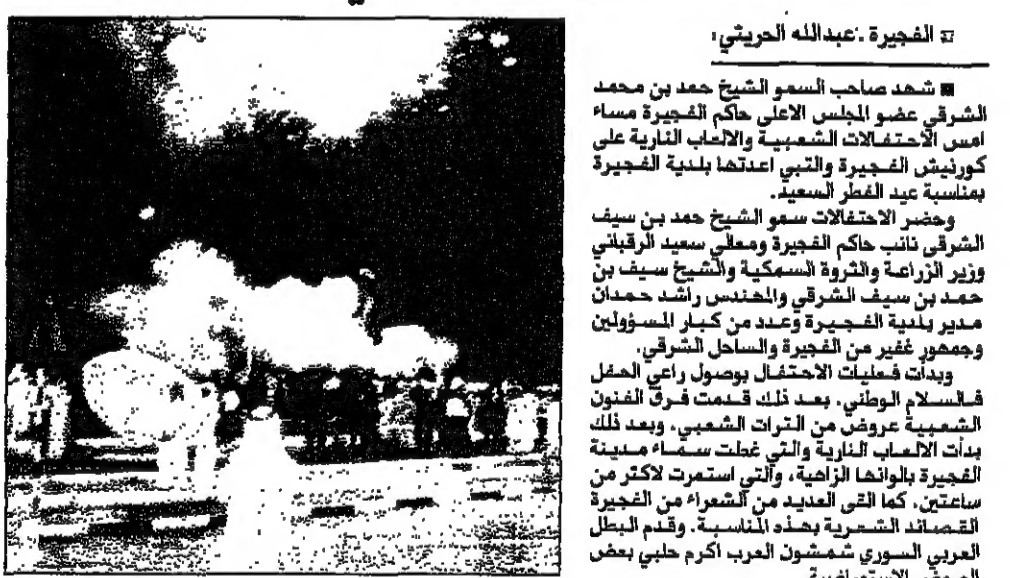 الفجيرة . عبدالله الحريثي:
■ شهد صاحب السمو الشيخ حمد بن محمد
الشرقي عضو المجلس الاعلى حاكم الفجيرة مساء
امس الاحتفالات الشعبية والالعاب النارية على
كورنيش الفجيرة والتبي اعدتها بلدية الفجيرة
بمناسبة عيد الفطر السعيد.
وحضر الاحتفالات سمو الشيخ حمد بن سيف
الشرقي نائب حاكم الفجيرة ومعالي سعيد الرقباني
وزير الزراعة والثروة السمكية والشيخ سيف بن
حمد بن سيف الشرقي والمهندس راشد حمدان
مدير بلدية الفجيرة وعدد من كبار المسؤولين
وجمهور غفير من الفجيرة والساحل الشرقي.
وبدأت فعليات الاحتفال بوصول راعي الحفل
فالسلام الوطني. بعد ذلك قدمت فرق الفنون
الشعبية عروض من التراث الشعبي. وبعد ذلك
بدأت الالعاب النارية والتي غطت سماء مدينة
الفجيرة بالوانها الزاهية، والتي استمرت لاكثر من
ساعتين. كما القى العديد من الشعراء من الفجيرة
القصائد الشعرية بهذه المناسبة. وقدم البطل
العربي السوري شمشون العرب اكرم حلبي بعض